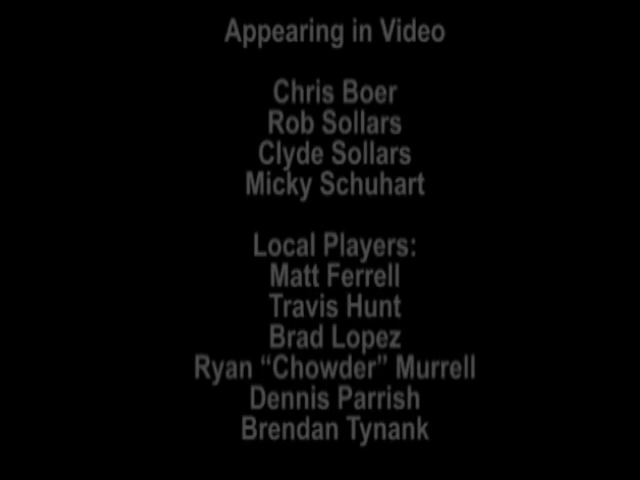 Appearing in Video
Chris Boer
Rob Sollars
Clyde Sollars
Micky Schuhart
Local Players:
Matt Ferrell
Travis Hunt
Brad Lopez
Ryan “Chowder” Murrell
Dennis Parrish
Brendan Tynank